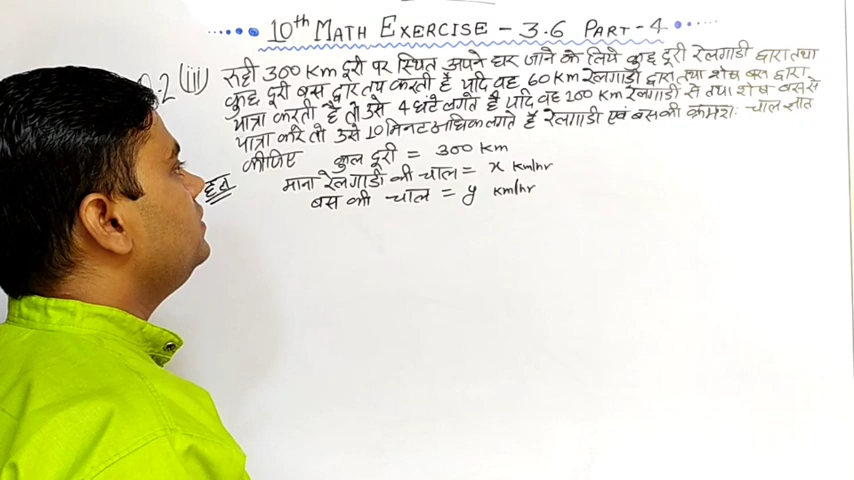 10th MATH EXERCISE - 3.6 PART - 4
Q.2 (iii) रूही 300 Km दूरी पर स्थित अपने घर जाने के लिये कुछ दूरी रेलगाडी द्वारा तथा
कुछ दूरी बस द्वार तय करती है यदि वह 60 Km रेलगाडी द्वारा तथा शेष बस द्वारा
यात्रा करती है तो उसे 4 घंटे लगते है यदि वह 100 Km रेलगाडी से तथा शेष बस से
यात्रा करे तो उसे 10 मिनट अधिक लगते है रेलगाडी एवं बस की क्रमशः चाल ज्ञात
कीजिए
हल कुल दूरी = 300 Km
माना रेलगाडी की चाल = x Km/hr
बस की चाल = y Km/hr